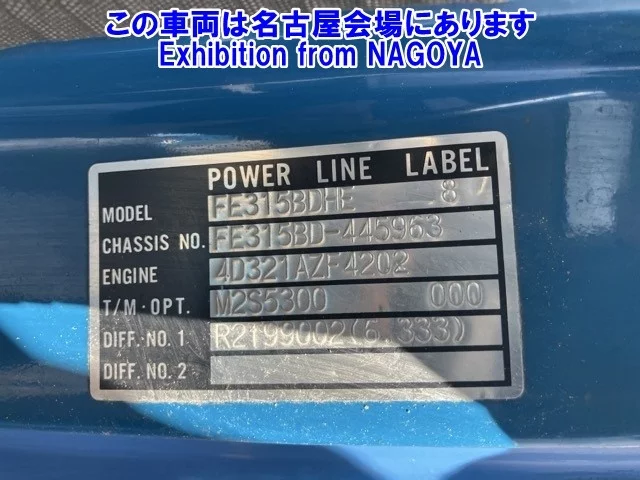 この車両は名古屋会場にあります
Exhibition from NAGOYA
POWER LINE LABEL
MODEL FE315BDHE 8
CHASSIS NO. FE315BD-445963
ENGINE 4D321AZF4202
T/M·OPT. M2S5300 000
DIFF. NO. 1 R2199002(6.333)
DIFF. NO. 2